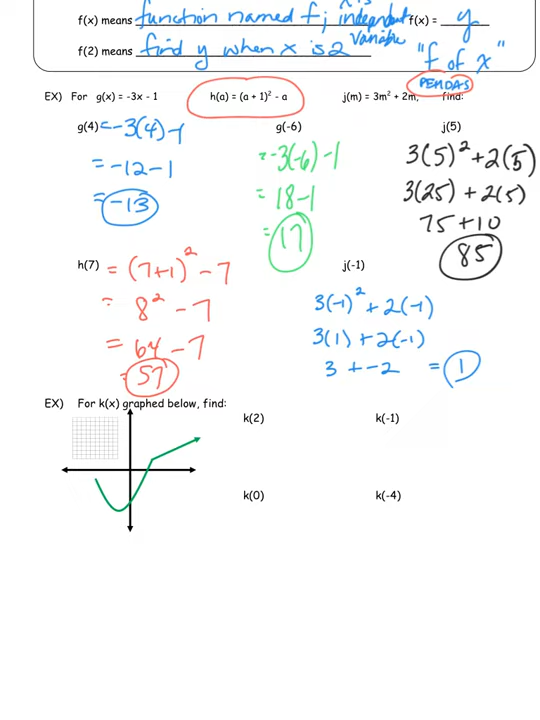 x is
f(x) means function named f; independent f(x) = y
variable
f(2) means find y when x is 2 "f of x"
PEMDAS
EX) For g(x) = -3x - 1 h(a) = (a + 1)² - a j(m) = 3m² + 2m, find:
g(4) = -3(4) -1 g(-6) j(5)
= -12 - 1
= -13
= -3(-6) -1
= 18 - 1
= 17
3(5)² + 2(5)
3(25) + 2(5)
75 + 10
85
h(7) = (7+1)² - 7
= 8² - 7
= 64 - 7
= 57
j(-1)
3(-1)² + 2(-1)
3(1) + 2(-1)
3 + -2 = 1
EX) For k(x) graphed below, find:
k(2) k(-1)
k(0) k(-4)